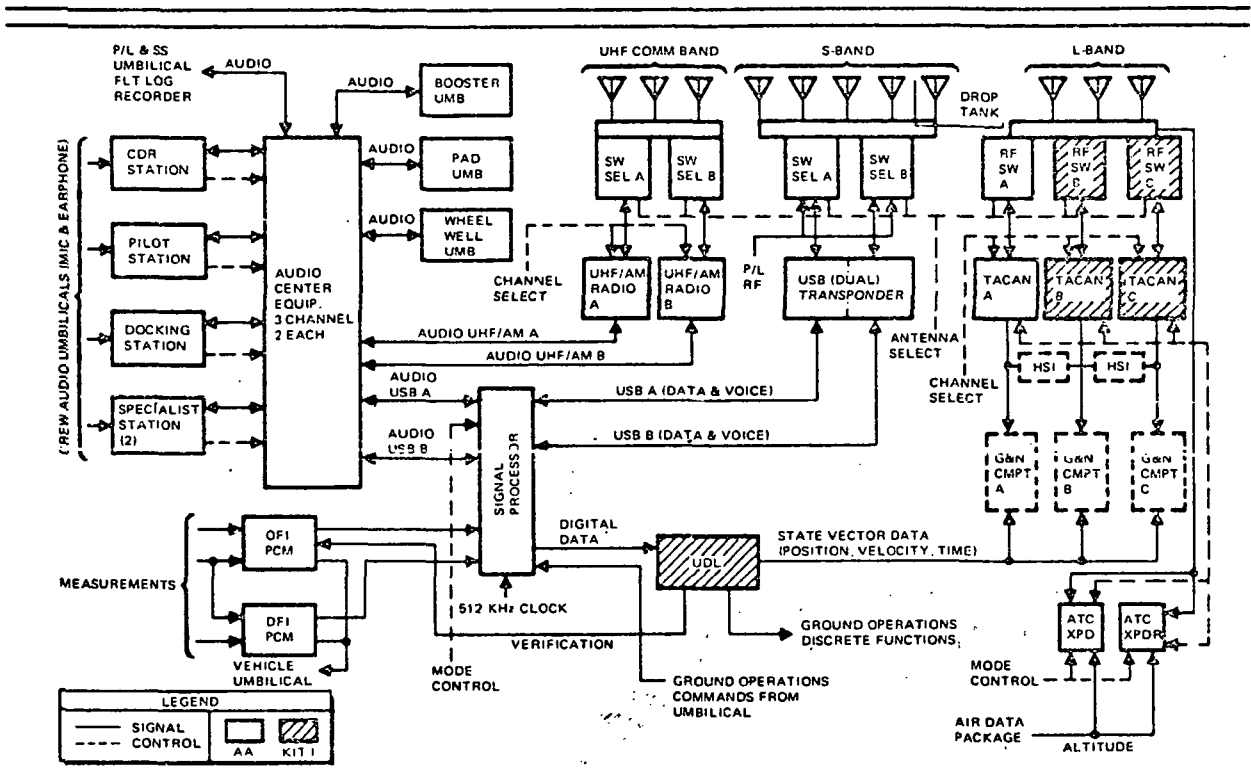 P/L & SS
UMBILICAL
FLT LOG
RECORDER
AUDIO
AUDIO
BOOSTER
UMB
UHF COMM BAND
S-BAND
L-BAND
DROP
TANK
(CREW AUDIO UMBILICALS (MIC & EARPHONE)
CDR
STATION
PILOT
STATION
DOCKING
STATION
SPECIALIST
STATION
(2)
AUDIO
CENTER
EQUIP.
3 CHANNEL
2 EACH
AUDIO
PAD
UMB
AUDIO
WHEEL
WELL
UMB
SW
SEL A
SW
SEL B
SW
SEL A
SW
SEL B
RF
SW
A
RF
SW
B
RF
SW
C
CHANNEL
SELECT
UHF/AM
RADIO
A
UHF/AM
RADIO
B
P/L
RF
USB (DUAL)
TRANSPONDER
TACAN
A
TACAN
B
TACAN
C
ANTENNA
SELECT
AUDIO UHF/AM A
AUDIO UHF/AM B
CHANNEL
SELECT
HSI
HSI
AUDIO
USB A
AUDIO
USB B
SIGNAL
PROCESSOR
USB A (DATA & VOICE)
USB B (DATA & VOICE)
G&N
CMPT
A
G&N
CMPT
B
G&N
CMPT
C
MEASUREMENTS
OFI
PCM
DFI
PCM
VEHICLE
UMBILICAL
DIGITAL
DATA
UDL
STATE VECTOR DATA
(POSITION, VELOCITY, TIME)
512 KHz CLOCK
VERIFICATION
MODE
CONTROL
GROUND OPERATIONS
DISCRETE FUNCTIONS
GROUND OPERATIONS
COMMANDS FROM
UMBILICAL
ATC
XPD
ATC
XPDR
MODE
CONTROL
AIR DATA
PACKAGE
ALTITUDE
LEGEND
SIGNAL
CONTROL
AA
KIT I